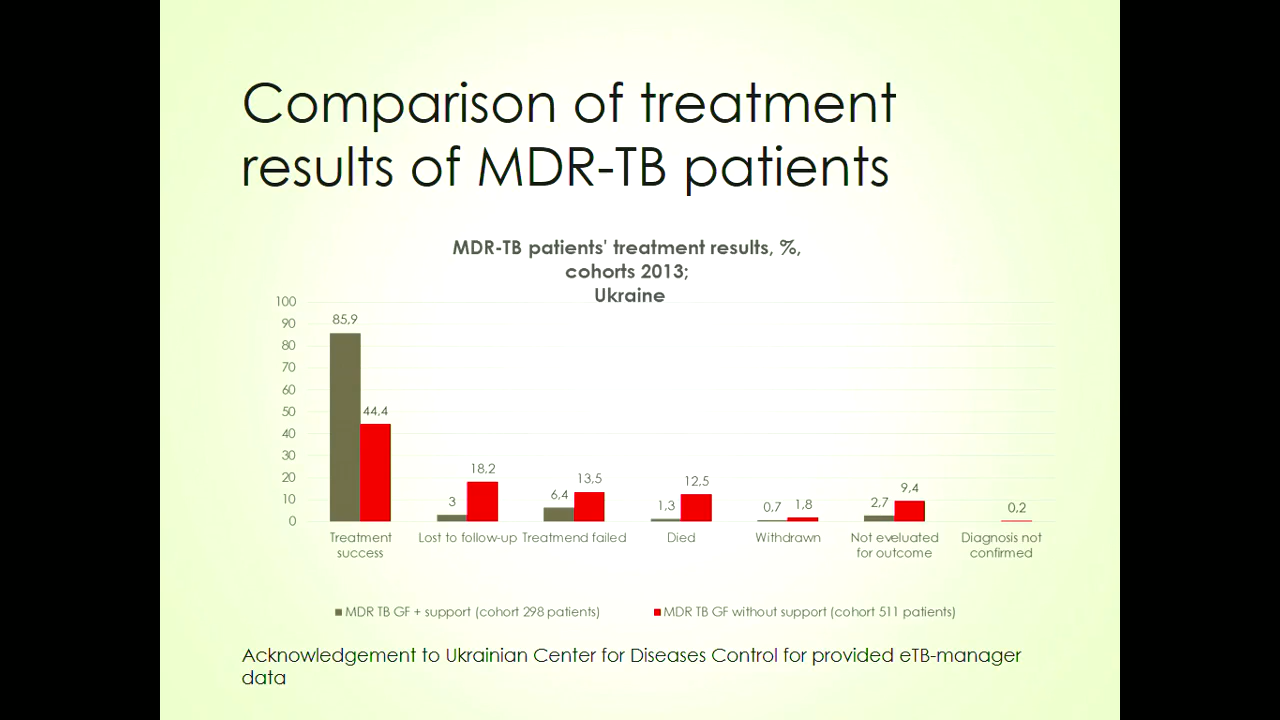 Comparison of treatment
results of MDR-TB patients
MDR-TB patients' treatment results, %,
cohorts 2013;
Ukraine
100
90
80
70
60
50
40
30
20
10
0
85,9
44,4
3
18,2
6,4
13,5
1,3
12,5
0,7
1,8
2,7
9,4
0,2
Treatment
success
Lost to follow-up
Treatmend failed
Died
Withdrawn
Not eveluated
for outcome
Diagnosis not
confirmed
MDR TB GF + support (cohort 298 patients)
MDR TB GF without support (cohort 511 patients)
Acknowledgement to Ukrainian Center for Diseases Control for provided eTB-manager
data